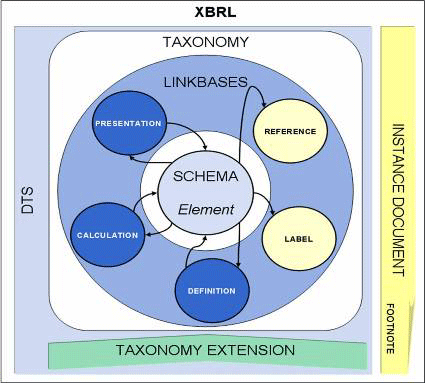 XBRL
TAXONOMY
LINKBASES
PRESENTATION
REFERENCE
SCHEMA
Element
CALCULATION
LABEL
DEFINITION
DTS
INSTANCE DOCUMENT
FOOTNOTE
TAXONOMY EXTENSION